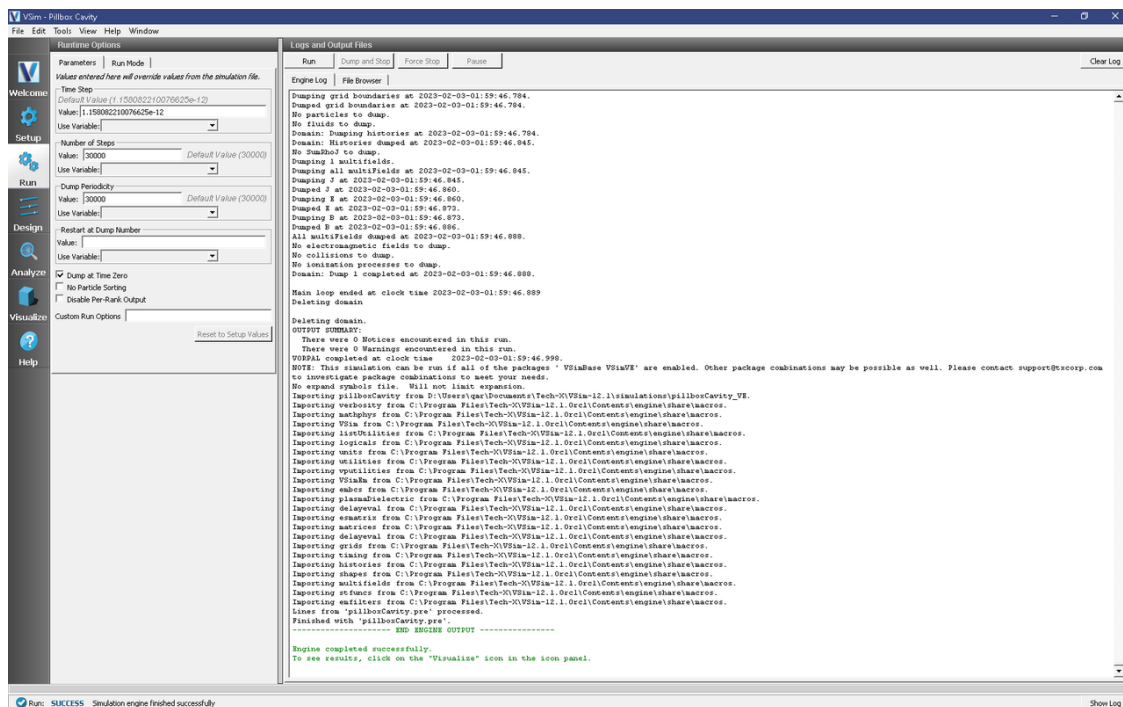 VSim - Pillbox Cavity
File Edit Tools View Help Window
Runtime Options
Parameters
Run Mode
Values entered here will override values from the simulation file.
Time Step
Default Value (1.158082210076625e-12)
Value: 1.158082210076625e-12
Use Variable:
Number of Steps
Value: 30000
Default Value (30000)
Use Variable:
Dump Periodicity
Value: 30000
Default Value (30000)
Use Variable:
Restart at Dump Number
Value:
Use Variable:
Dump at Time Zero
No Particle Sorting
Disable Per-Rank Output
Custom Run Options
Reset to Setup Values
Welcome
Setup
Run
Design
Analyze
Visualize
Help
Logs and Output Files
Run
Dump and Stop
Force Stop
Pause
Clear Log
Engine Log
File Browser
Dumping grid boundaries at 2023-02-03-01:59:46.784.
Dumped grid boundaries at 2023-02-03-01:59:46.784.
No particles to dump.
No fluids to dump.
Domain: Dumping histories at 2023-02-03-01:59:46.784.
Domain: Histories dumped at 2023-02-03-01:59:46.845.
No SumRhoJ to dump.
Dumping 1 multifields.
Dumping all multiFields at 2023-02-03-01:59:46.845.
Dumping J at 2023-02-03-01:59:46.845.
Dumped J at 2023-02-03-01:59:46.860.
Dumping E at 2023-02-03-01:59:46.860.
Dumped E at 2023-02-03-01:59:46.873.
Dumping B at 2023-02-03-01:59:46.873.
Dumped B at 2023-02-03-01:59:46.886.
All multiFields dumped at 2023-02-03-01:59:46.888.
No electromagnetic fields to dump.
No collisions to dump.
No ionization processes to dump.
Domain: Dump 1 completed at 2023-02-03-01:59:46.888.
Main loop ended at clock time 2023-02-03-01:59:46.889
Deleting domain
Deleting domain.
OUTPUT SUMMARY:
There were 0 Notices encountered in this run.
There were 0 Warnings encountered in this run.
VORPAL completed at clock time 2023-02-03-01:59:46.998.
NOTE: This simulation can be run if all of the packages ' VSimBase VSimVE' are enabled. Other package combinations may be possible as well. Please contact support@txcorp.com
to investigate package combinations to meet your needs.
No expand symbols file. Will not limit expansion.
Importing pillboxCavity from D:\Users\qar\Documents\Tech-X\VSim-12.1\simulations\pillboxCavity_VE.
Importing verbosity from C:\Program Files\Tech-X\VSim-12.1.0rc1\Contents\engine\share\macros.
Importing mathphys from C:\Program Files\Tech-X\VSim-12.1.0rc1\Contents\engine\share\macros.
Importing VSim from C:\Program Files\Tech-X\VSim-12.1.0rc1\Contents\engine\share\macros.
Importing listUtilities from C:\Program Files\Tech-X\VSim-12.1.0rc1\Contents\engine\share\macros.
Importing logicals from C:\Program Files\Tech-X\VSim-12.1.0rc1\Contents\engine\share\macros.
Importing units from C:\Program Files\Tech-X\VSim-12.1.0rc1\Contents\engine\share\macros.
Importing utilities from C:\Program Files\Tech-X\VSim-12.1.0rc1\Contents\engine\share\macros.
Importing vputilities from C:\Program Files\Tech-X\VSim-12.1.0rc1\Contents\engine\share\macros.
Importing VSimEm from C:\Program Files\Tech-X\VSim-12.1.0rc1\Contents\engine\share\macros.
Importing embcs from C:\Program Files\Tech-X\VSim-12.1.0rc1\Contents\engine\share\macros.
Importing plasmaDielectric from C:\Program Files\Tech-X\VSim-12.1.0rc1\Contents\engine\share\macros.
Importing delayeval from C:\Program Files\Tech-X\VSim-12.1.0rc1\Contents\engine\share\macros.
Importing esmatrix from C:\Program Files\Tech-X\VSim-12.1.0rc1\Contents\engine\share\macros.
Importing matrices from C:\Program Files\Tech-X\VSim-12.1.0rc1\Contents\engine\share\macros.
Importing delayeval from C:\Program Files\Tech-X\VSim-12.1.0rc1\Contents\engine\share\macros.
Importing grids from C:\Program Files\Tech-X\VSim-12.1.0rc1\Contents\engine\share\macros.
Importing timing from C:\Program Files\Tech-X\VSim-12.1.0rc1\Contents\engine\share\macros.
Importing histories from C:\Program Files\Tech-X\VSim-12.1.0rc1\Contents\engine\share\macros.
Importing shapes from C:\Program Files\Tech-X\VSim-12.1.0rc1\Contents\engine\share\macros.
Importing multifields from C:\Program Files\Tech-X\VSim-12.1.0rc1\Contents\engine\share\macros.
Importing stfuncs from C:\Program Files\Tech-X\VSim-12.1.0rc1\Contents\engine\share\macros.
Importing emfilters from C:\Program Files\Tech-X\VSim-12.1.0rc1\Contents\engine\share\macros.
Lines from 'pillboxCavity.pre' processed.
Finished with 'pillboxCavity.pre'.
-------------------- END ENGINE OUTPUT ----------------
Engine completed successfully.
To see results, click on the "Visualize" icon in the icon panel.
Run: SUCCESS Simulation engine finished successfully
Show Log